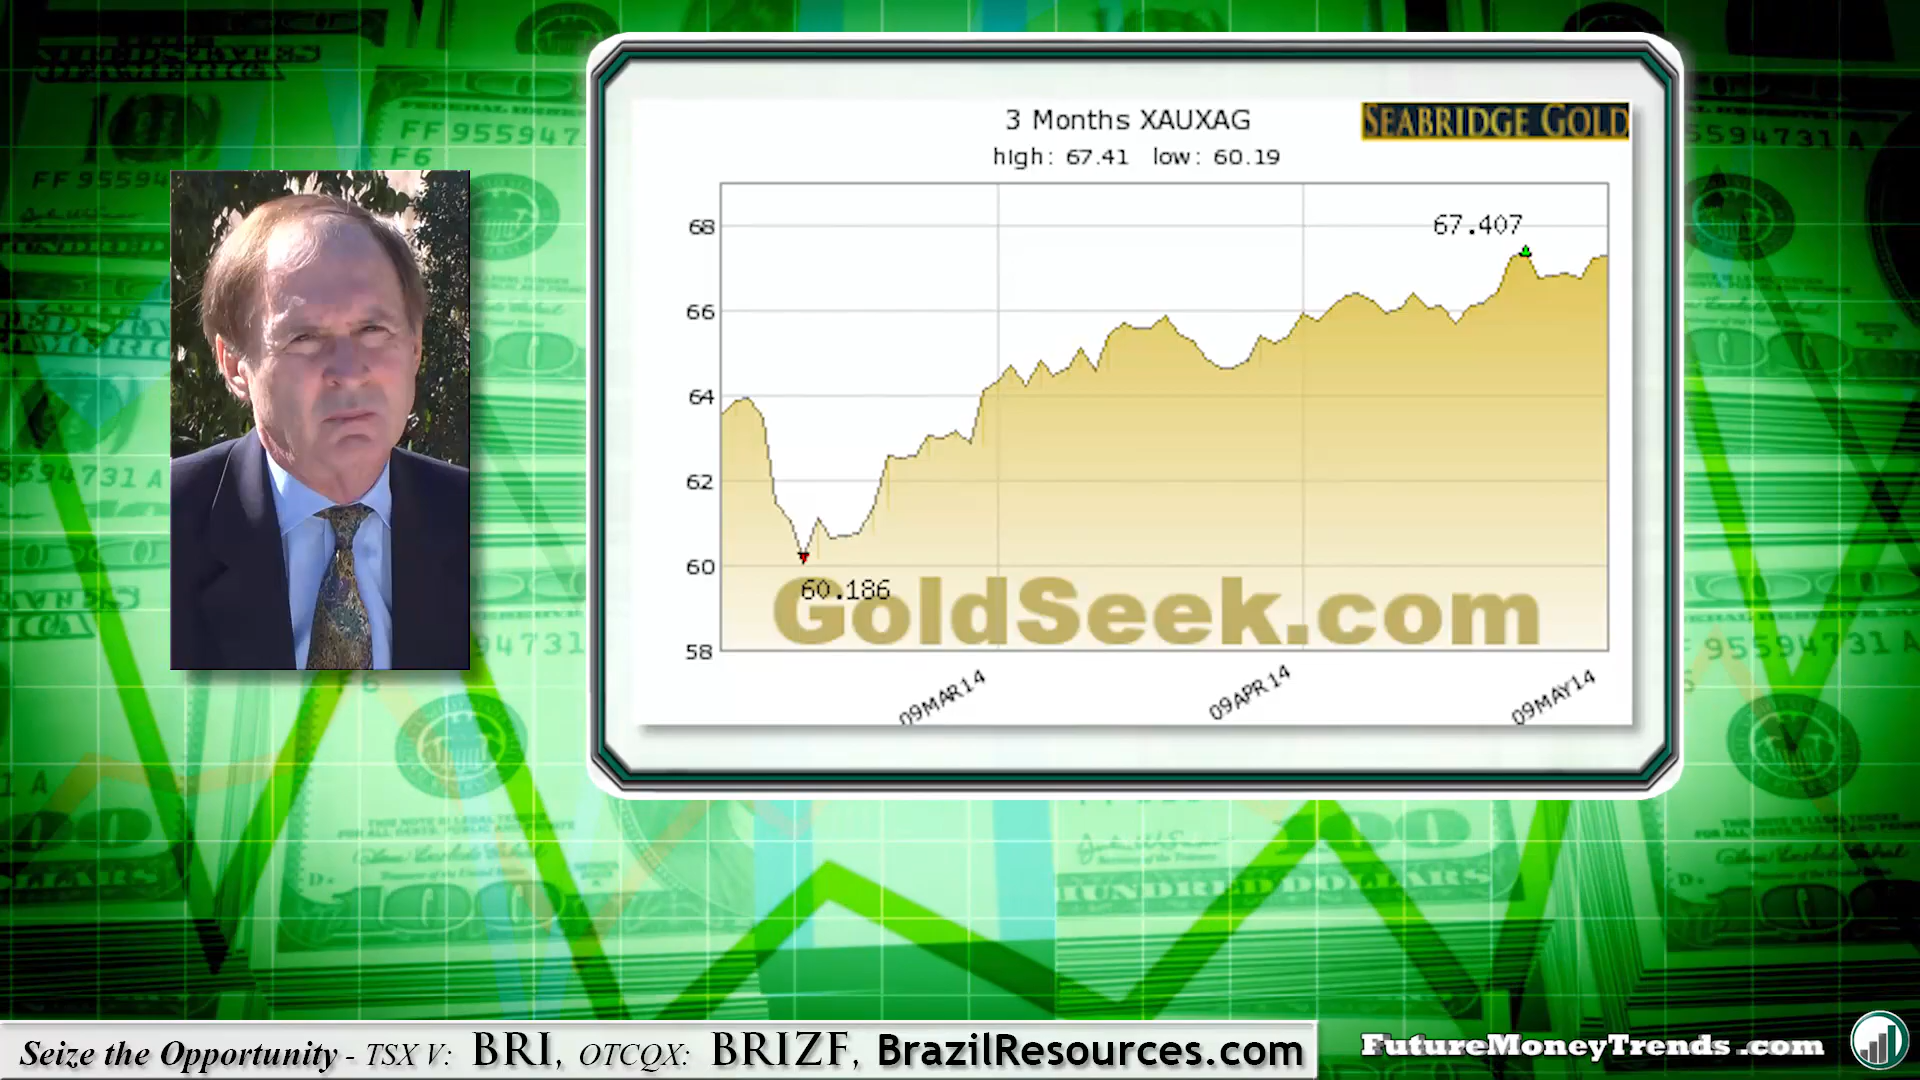 3 Months XAUXAG
high: 67.41 low: 60.19
SEABRIDGE GOLD
68
66
64
62
60
58
67.407
60.186
GoldSeek.com
09MAR14
09APR14
09MAY14
Seize the Opportunity - TSX V: BRI, OTCQX: BRIZF, BrazilResources.com
FutureMoneyTrends.com